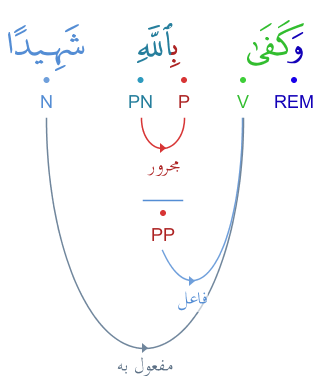 وَكَفَىٰ بِٱللَّهِ شَهِيدًا
REM V P PN N
مجرور
PP
فاعل
مفعول به